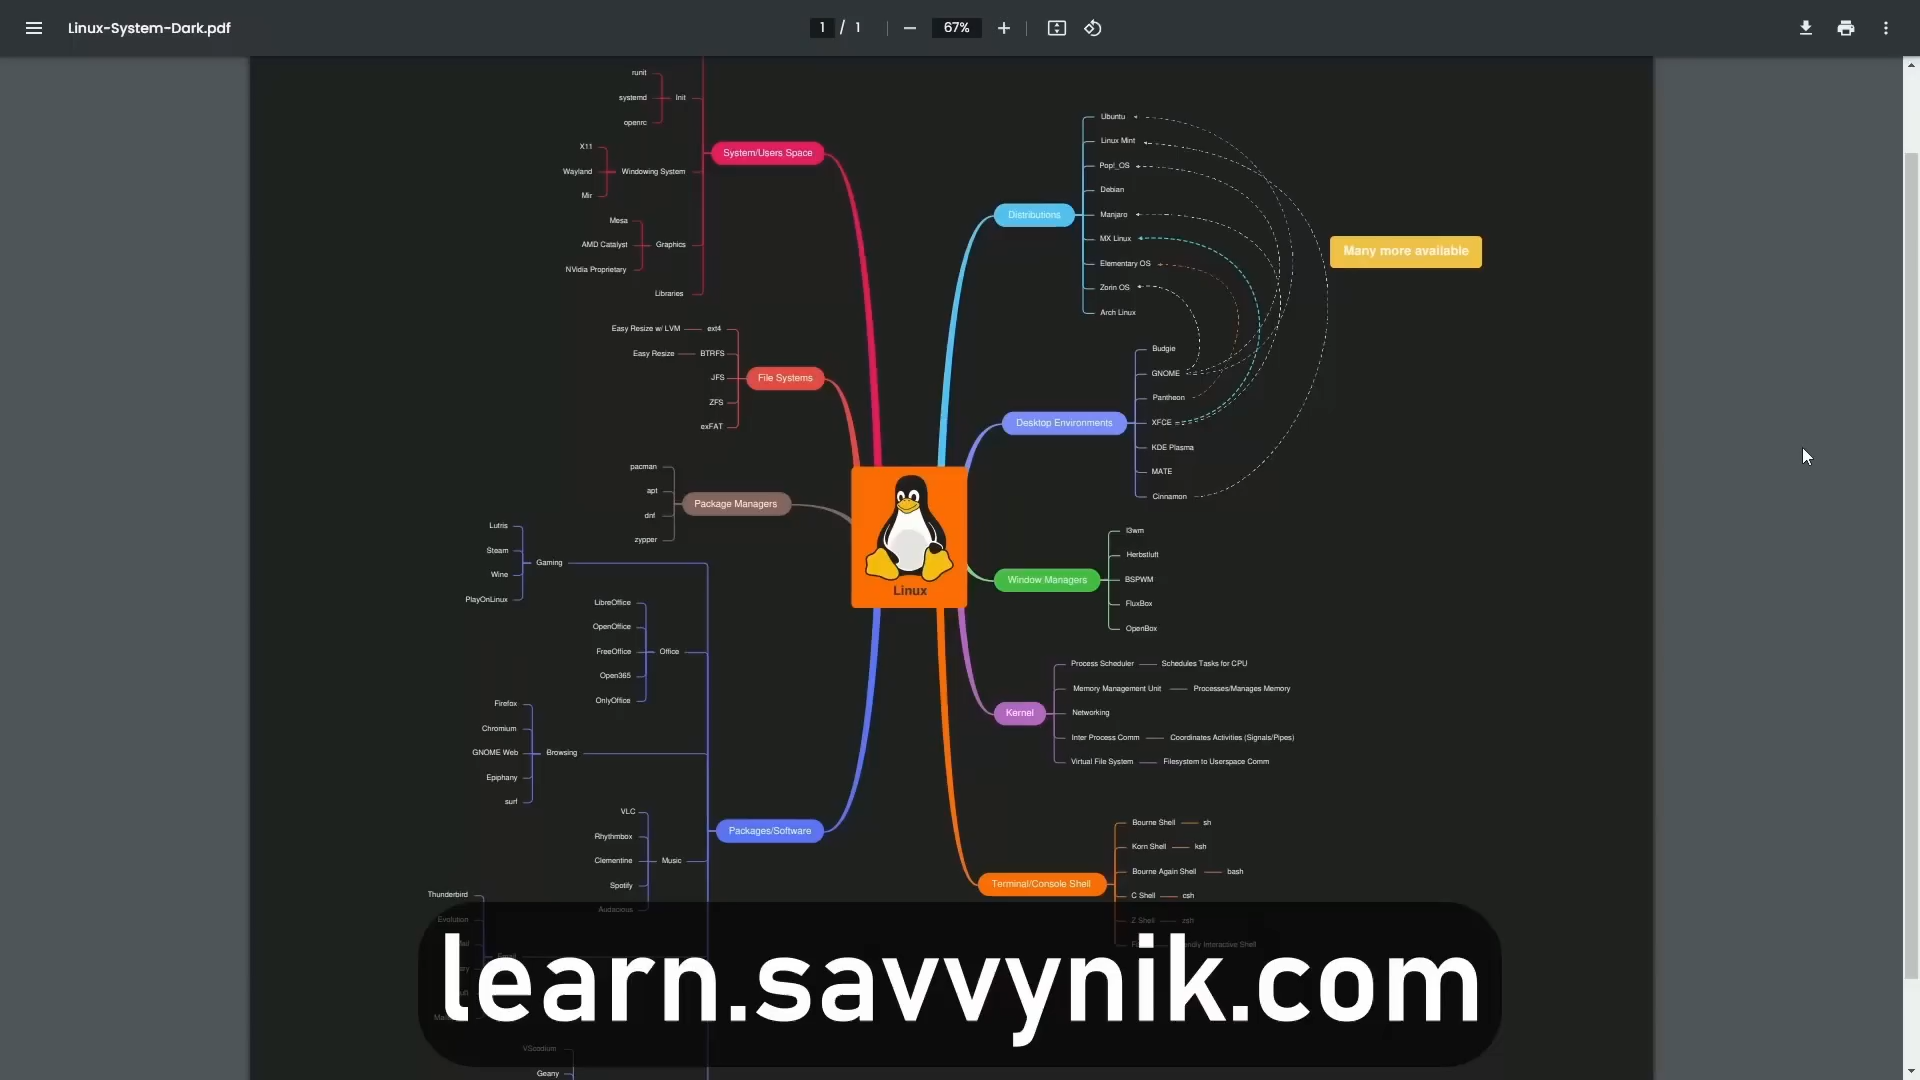 Linux-System-Dark.pdf
1 / 1
67%
runit
systemd
openrc
Init
X11
Wayland
Mir
Windowing System
Mesa
AMD Catalyst
NVidia Proprietary
Graphics
Libraries
System/Users Space
Easy Resize w/ LVM
ext4
Easy Resize
BTRFS
JFS
ZFS
exFAT
File Systems
pacman
apt
dnf
zypper
Package Managers
Lutris
Steam
Wine
PlayOnLinux
Gaming
LibreOffice
OpenOffice
FreeOffice
Open365
OnlyOffice
Office
Firefox
Chromium
GNOME Web
Epiphany
surf
Browsing
VLC
Rhythmbox
Clementine
Spotify
Audacious
Music
Packages/Software
Thunderbird
Evolution
Email
VScodium
Geany
Linux
Distributions
Ubuntu
Linux Mint
Pop!_OS
Debian
Manjaro
MX Linux
Elementary OS
Zorin OS
Arch Linux
Many more available
Desktop Environments
Budgie
GNOME
Pantheon
XFCE
KDE Plasma
MATE
Cinnamon
Window Managers
I3wm
Herbstluft
BSPWM
FluxBox
OpenBox
Kernel
Process Scheduler
Schedules Tasks for CPU
Memory Management Unit
Processes/Manages Memory
Networking
Inter Process Comm
Coordinates Activities (Signals/Pipes)
Virtual File System
Filesystem to Userspace Comm
Terminal/Console Shell
Bourne Shell
sh
Korn Shell
ksh
Bourne Again Shell
bash
C Shell
csh
Z Shell
zsh
Interactive Shell
learn.savvynik.com